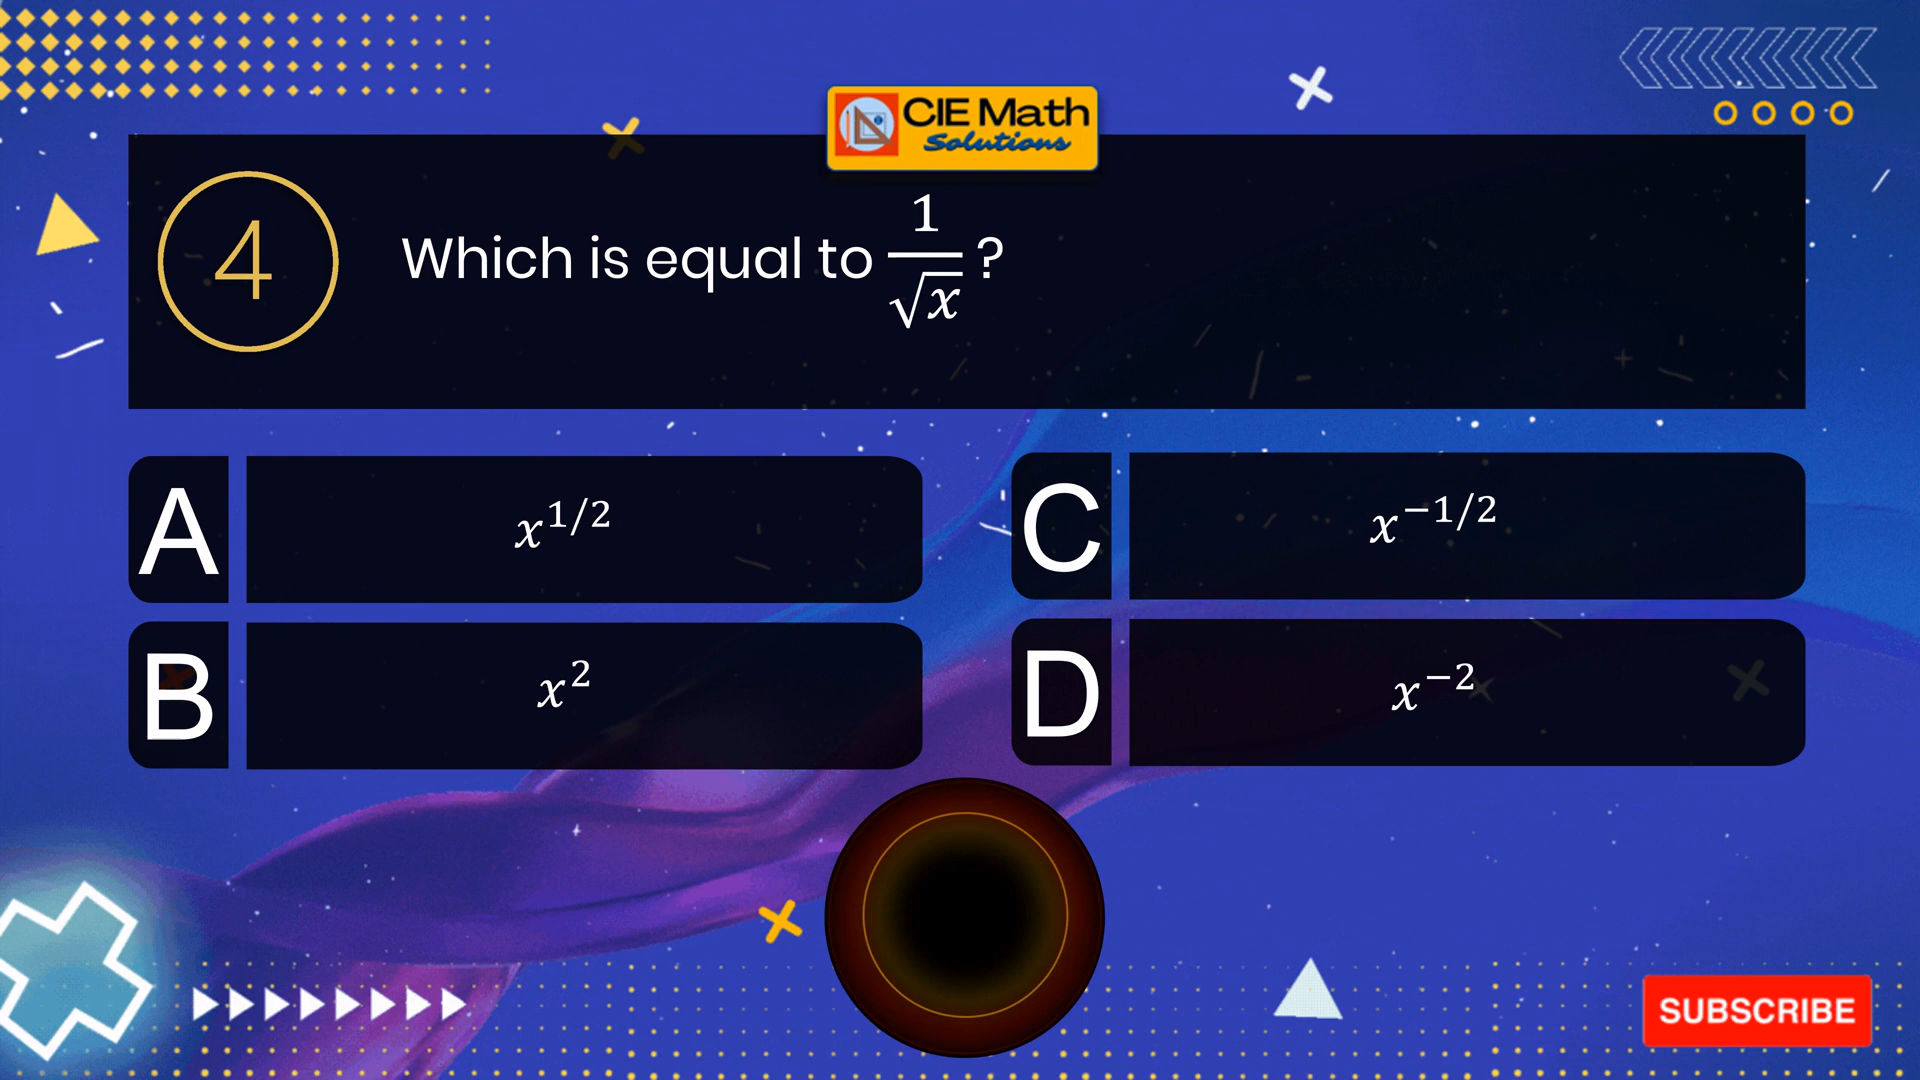 CIE Math
Solutions
4
Which is equal to 1/√x ?
A
x^{1/2}
C
x^{−1/2}
B
x^2
D
x^{−2}
SUBSCRIBE